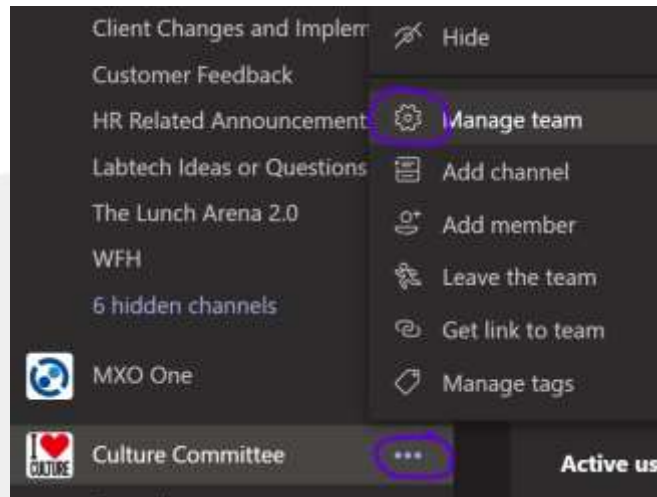 Client Changes and Implem
Customer Feedback
HR Related Announcement
Labtech Ideas or Questions
The Lunch Arena 2.0
WFH
6 hidden channels
MXO One
I CULTURE
Culture Committee
Hide
Manage team
Add channel
Add member
Leave the team
Get link to team
Manage tags
Active us